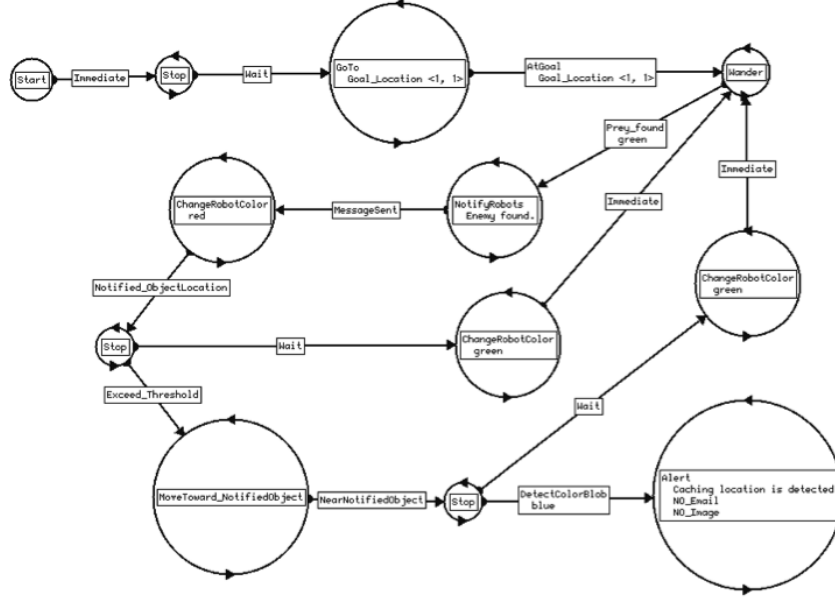 Start
Immediate
Stop
Wait
GoTo
Goal_Location <1, 1>
AtGoal
Goal_Location <1, 1>
Wander
Prey_found
green
Immediate
ChangeRobotColor
red
MessageSent
NotifyRobots
Enemy found.
Immediate
Notified_ObjectLocation
ChangeRobotColor
green
Stop
Wait
ChangeRobotColor
green
Exceed_Threshold
Wait
MoveToward_NotifiedObject
NearNotifiedObject
Stop
DetectColorBlob
blue
Alert
Caching location is detected
NO_Email
NO_Image